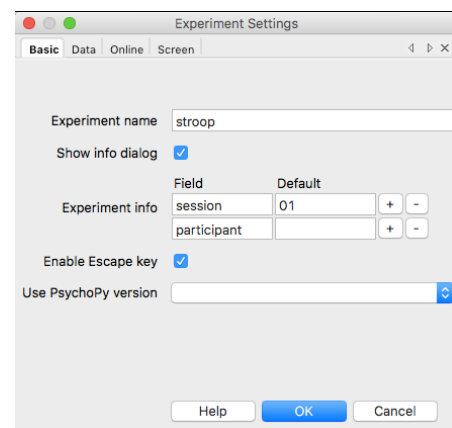 Experiment Settings
Basic Data Online Screen
Experiment name stroop
Show info dialog
Field Default
Experiment info session 01 + -
participant + -
Enable Escape key
Use PsychoPy version
Help OK Cancel